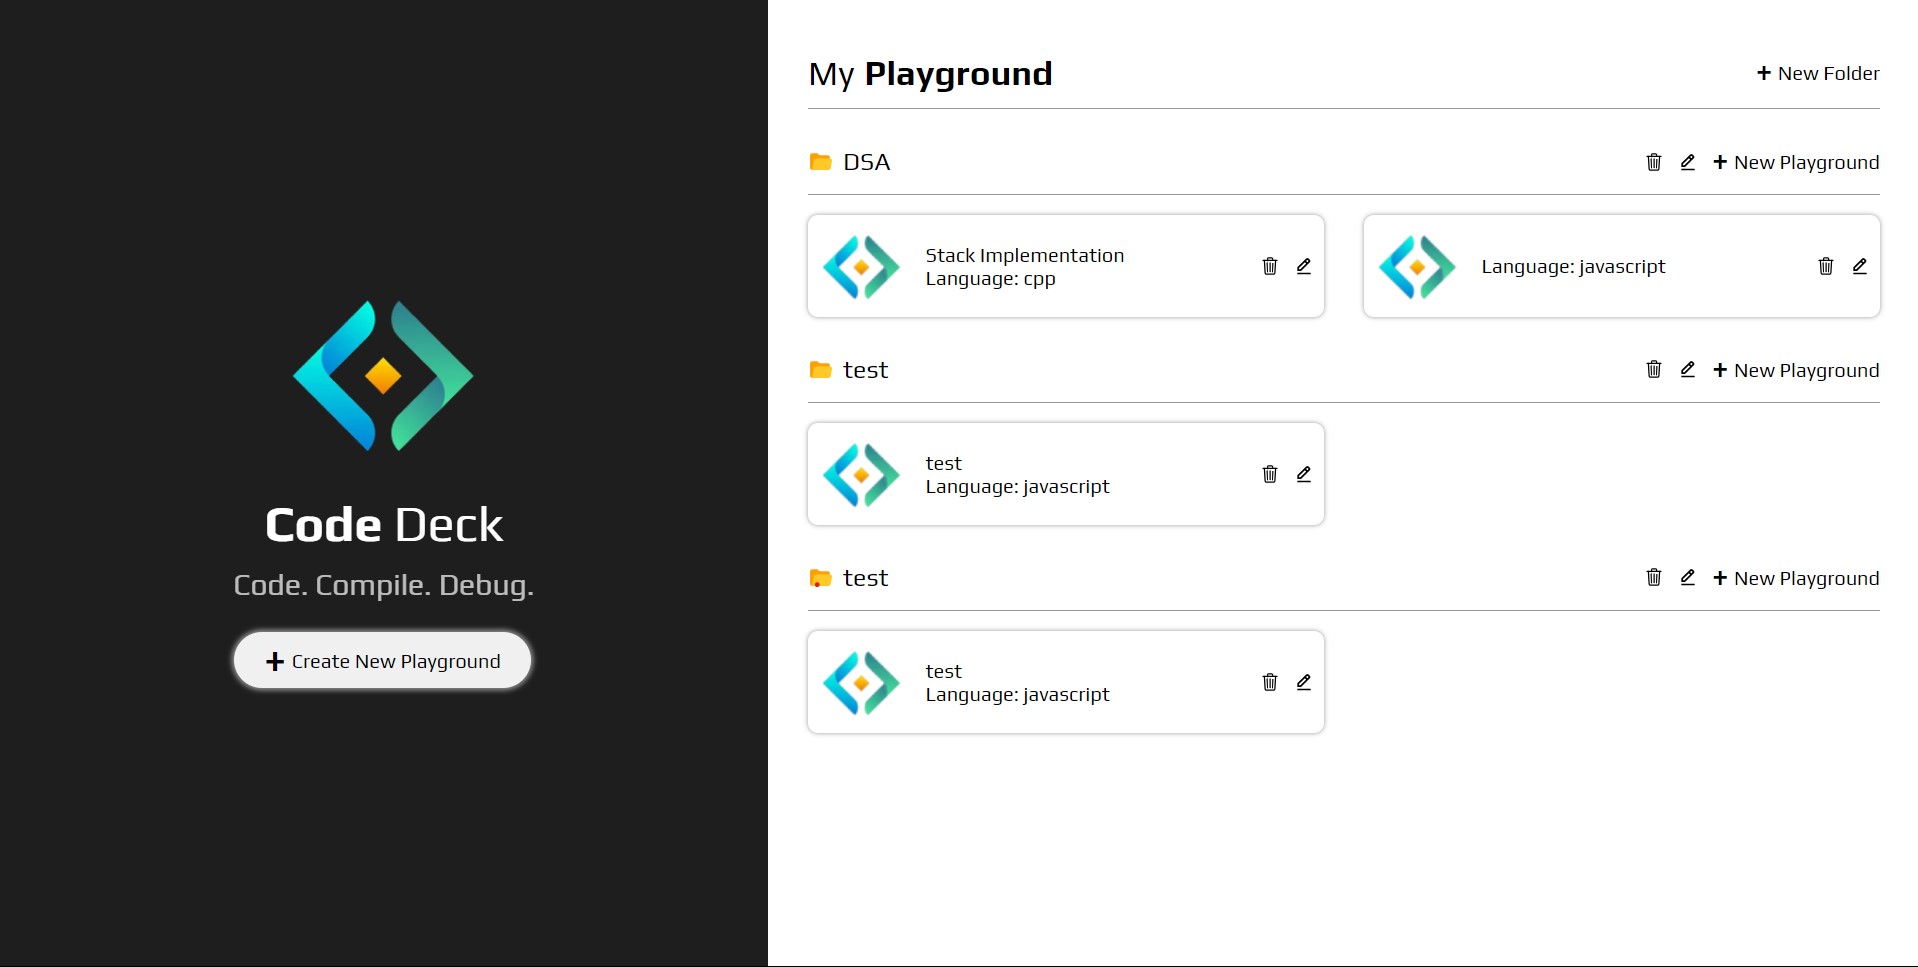 Code Deck
Code. Compile. Debug.
+ Create New Playground
My Playground
+ New Folder
DSA
+ New Playground
Stack Implementation
Language: cpp
Language: javascript
test
+ New Playground
test
Language: javascript
test
+ New Playground
test
Language: javascript